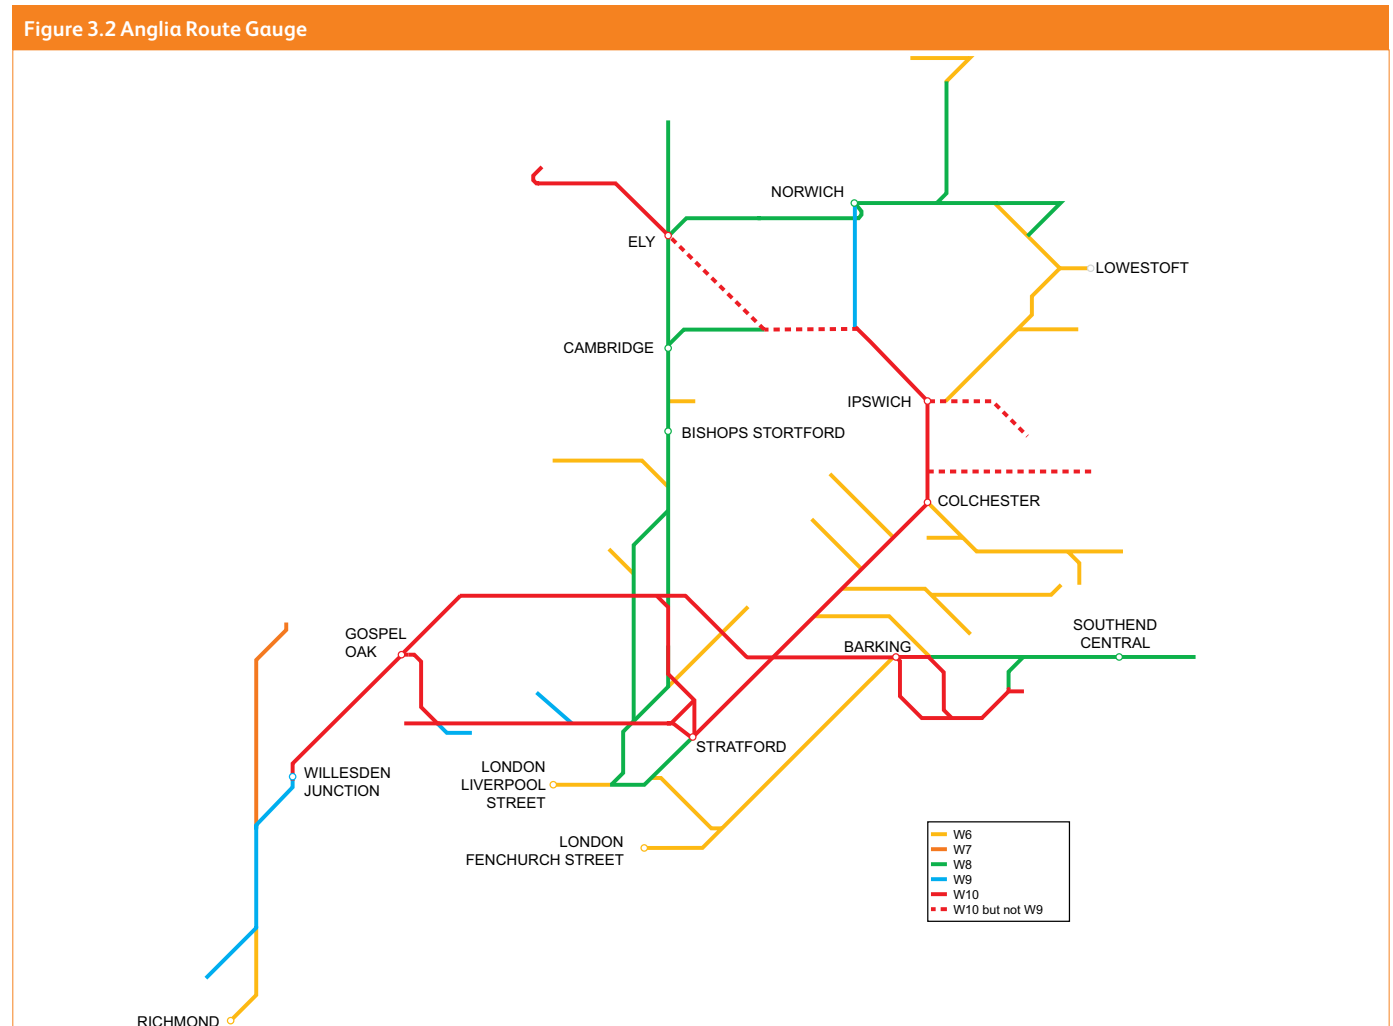 Figure 3.2 Anglia Route Gauge
NORWICH
ELY
LOWESTOFT
CAMBRIDGE
IPSWICH
BISHOPS STORTFORD
COLCHESTER
GOSPEL
OAK
SOUTHEND
CENTRAL
BARKING
STRATFORD
WILLESDEN
JUNCTION
LONDON
LIVERPOOL
STREET
LONDON
FENCHURCH STREET
W6
W7
W8
W9
W10
W10 but not W9
RICHMOND